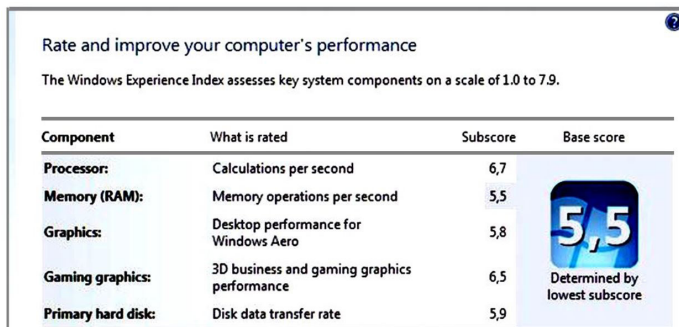 ?
Rate and improve your computer's performance
The Windows Experience Index assesses key system components on a scale of 1.0 to 7.9.
Component What is rated Subscore Base score
Processor: Calculations per second 6,7
Memory (RAM): Memory operations per second 5,5
Graphics: Desktop performance for
Windows Aero 5,8
Gaming graphics: 3D business and gaming graphics
performance 6,5
Primary hard disk: Disk data transfer rate 5,9
5,5
Determined by
lowest subscore